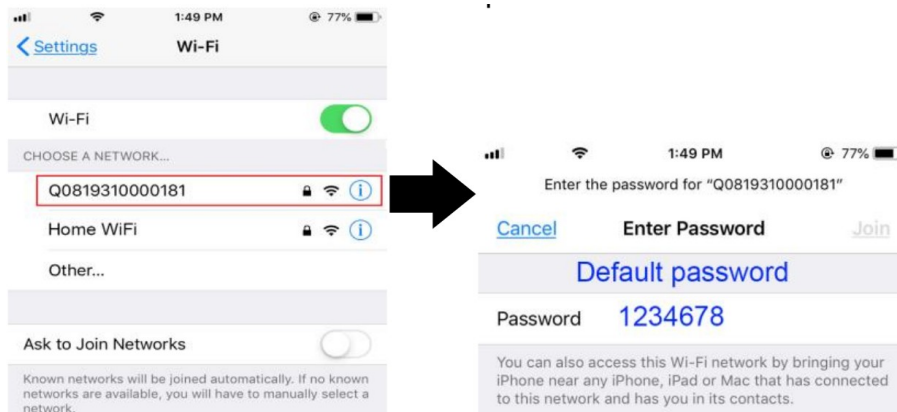 1:49 PM 77%
Settings Wi-Fi
Wi-Fi
CHOOSE A NETWORK...
Q0819310000181
Home WiFi
Other...
Ask to Join Networks
Known networks will be joined automatically. If no known
networks are available, you will have to manually select a
network.
1:49 PM 77%
Enter the password for "Q0819310000181"
Cancel Enter Password Join
Default password
Password 1234678
You can also access this Wi-Fi network by bringing your
iPhone near any iPhone, iPad or Mac that has connected
to this network and has you in its contacts.